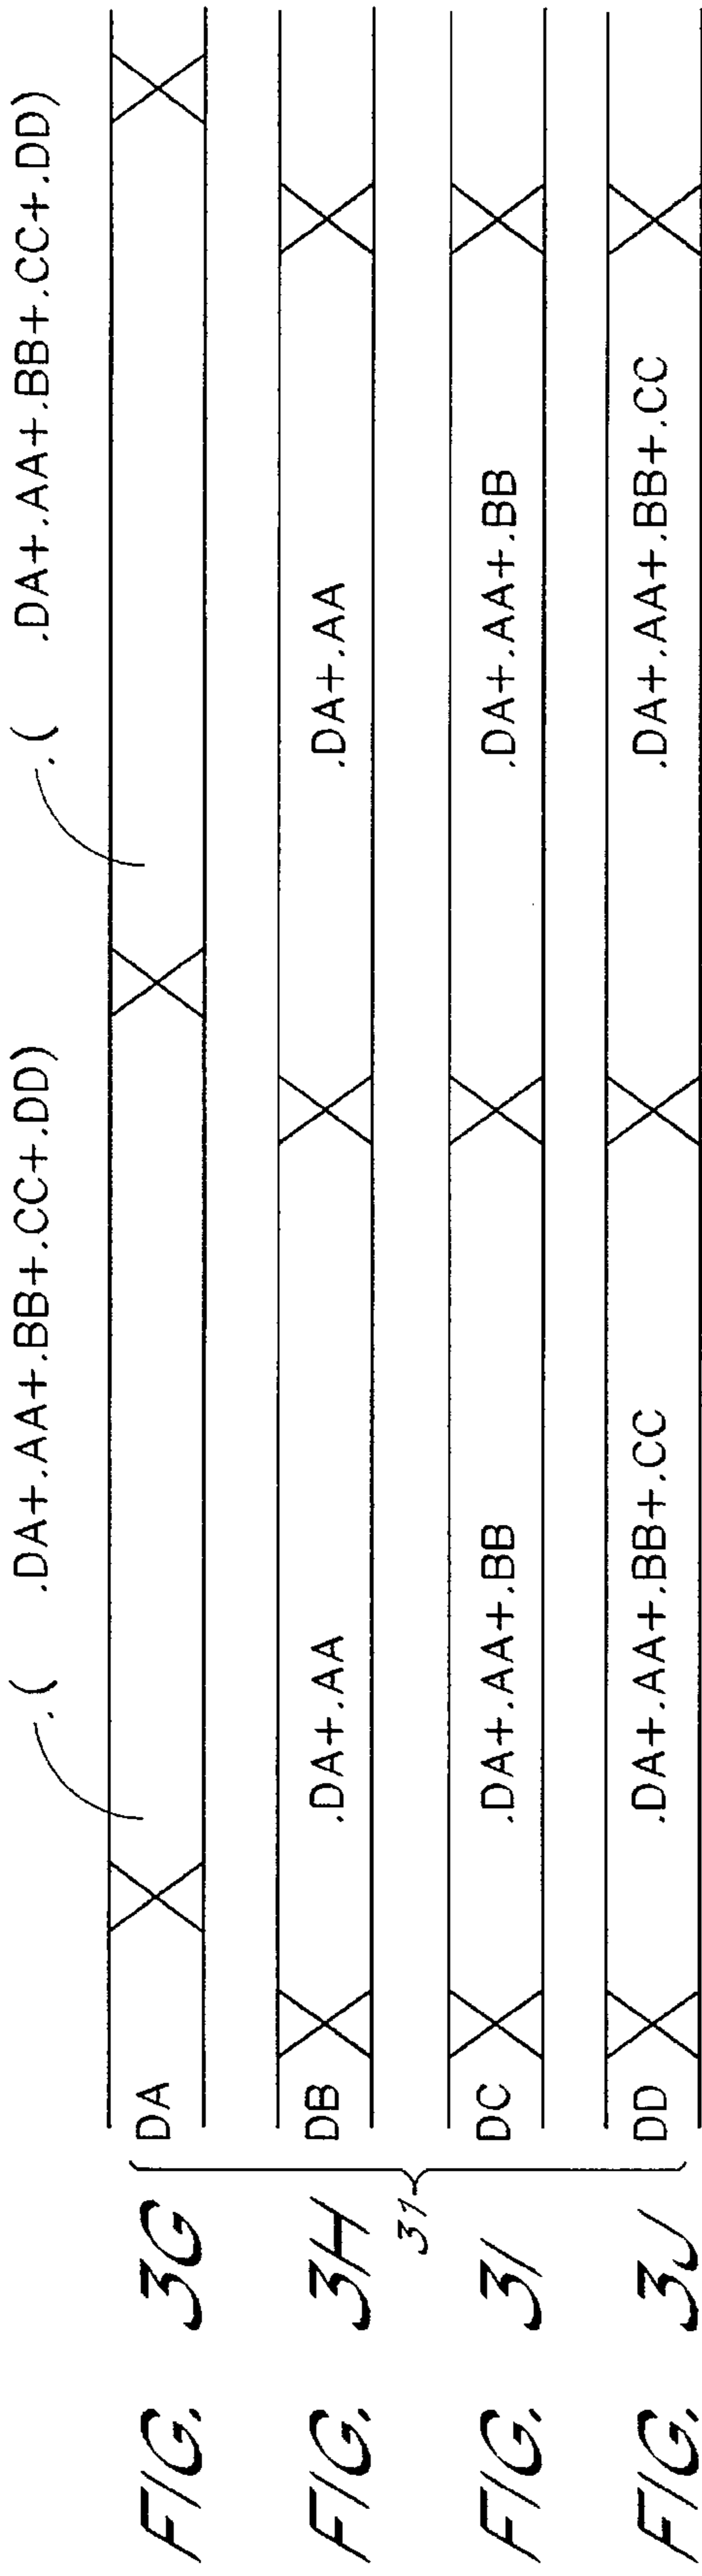 FIG. 3G DA .( .DA+.AA+.BB+.CC+.DD) .( .DA+.AA+.BB+.CC+.DD)
FIG. 3H DB .DA+.AA .DA+.AA
31
FIG. 3I DC .DA+.AA+.BB .DA+.AA+.BB
FIG. 3J DD .DA+.AA+.BB+.CC .DA+.AA+.BB+.CC